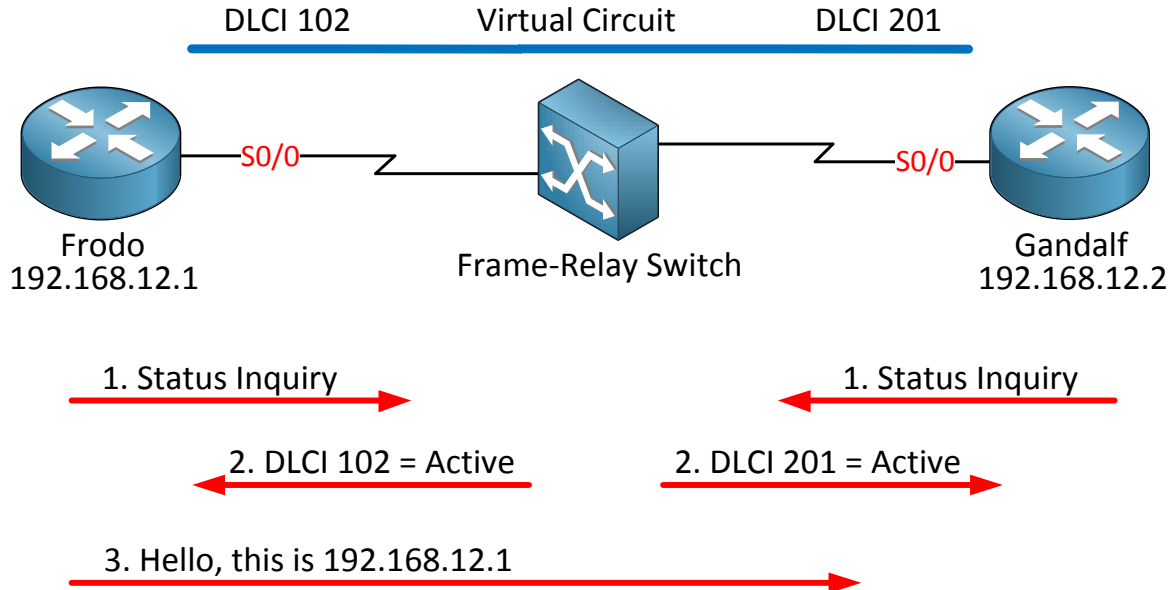 DLCI 102 Virtual Circuit DLCI 201
S0/0
S0/0
Frodo
192.168.12.1
Frame-Relay Switch
Gandalf
192.168.12.2
1. Status Inquiry
1. Status Inquiry
2. DLCI 102 = Active
2. DLCI 201 = Active
3. Hello, this is 192.168.12.1